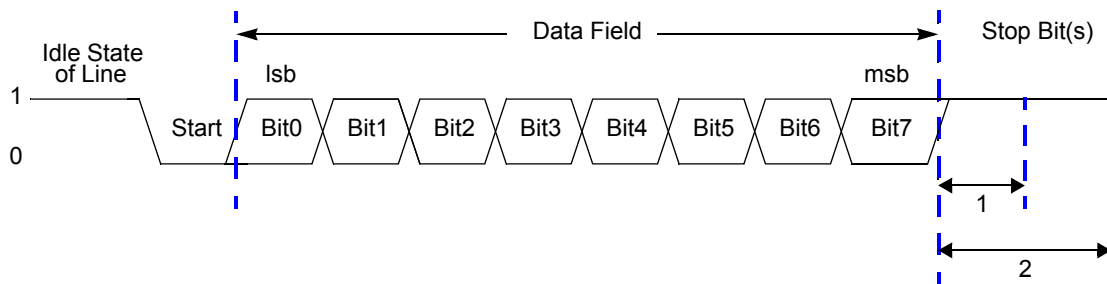 Data Field
Stop Bit(s)
Idle State
of Line
lsb
msb
1
Start
Bit0
Bit1
Bit2
Bit3
Bit4
Bit5
Bit6
Bit7
0
1
2